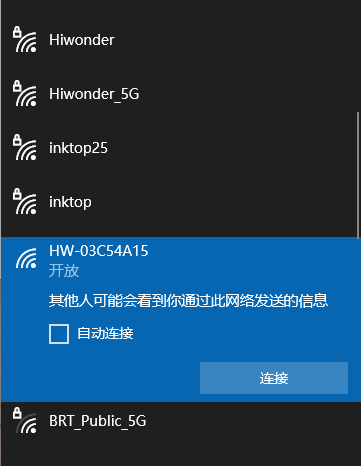 Hiwonder
Hiwonder_5G
inktop25
inktop
HW-03C54A15
开放
其他人可能会看到你通过此网络发送的信息
自动连接
连接
BRT_Public_5G